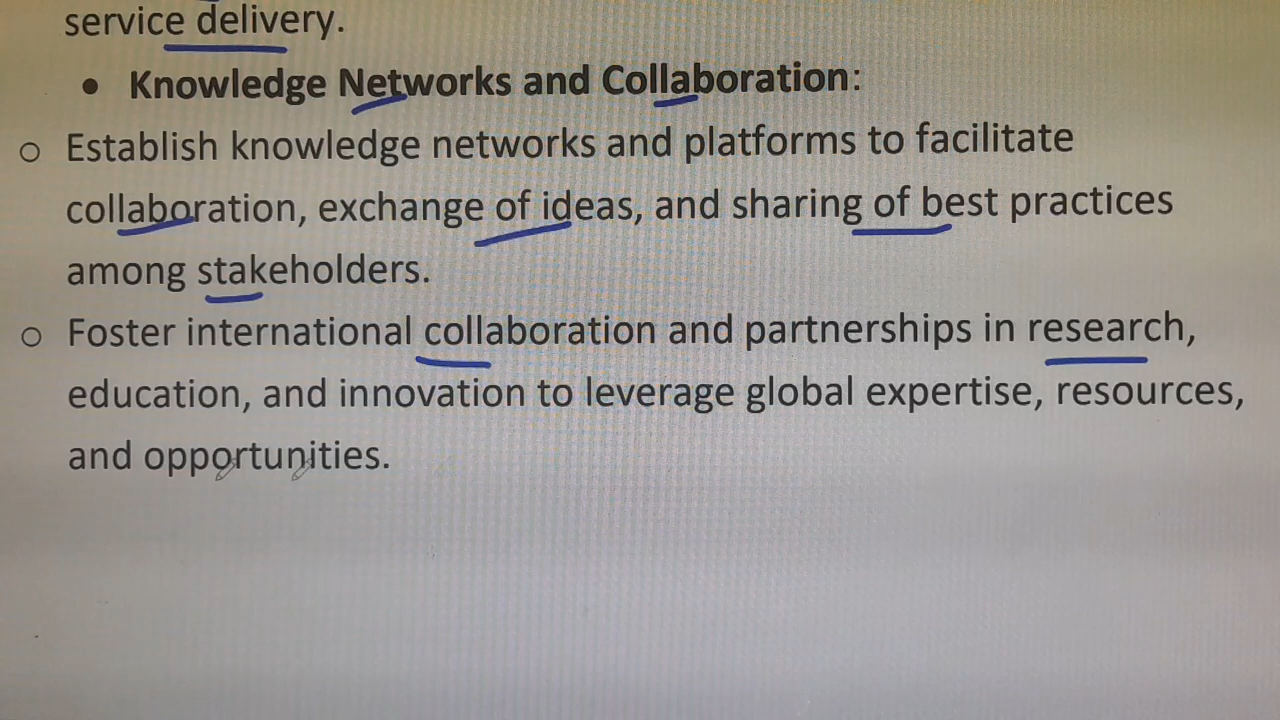 service delivery.
• Knowledge Networks and Collaboration:
o Establish knowledge networks and platforms to facilitate
collaboration, exchange of ideas, and sharing of best practices
among stakeholders.
o Foster international collaboration and partnerships in research,
education, and innovation to leverage global expertise, resources,
and opportunities.